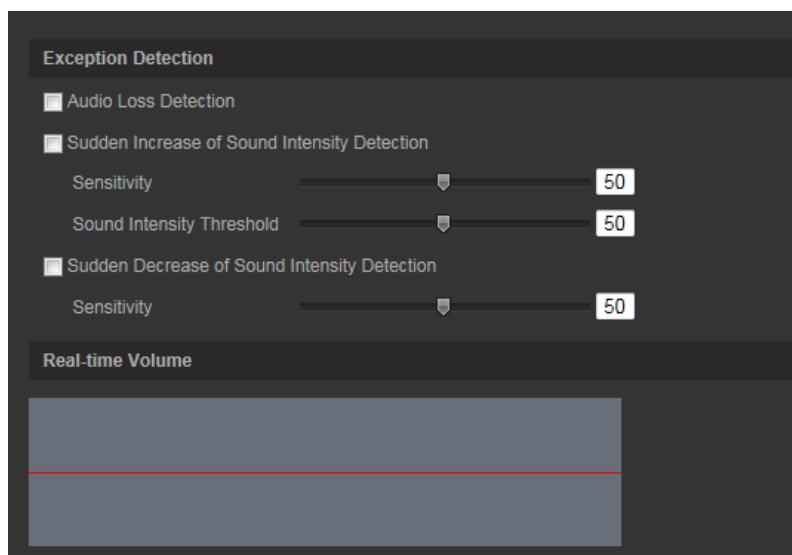 Exception Detection
Audio Loss Detection
Sudden Increase of Sound Intensity Detection
Sensitivity 50
Sound Intensity Threshold 50
Sudden Decrease of Sound Intensity Detection
Sensitivity 50
Real-time Volume